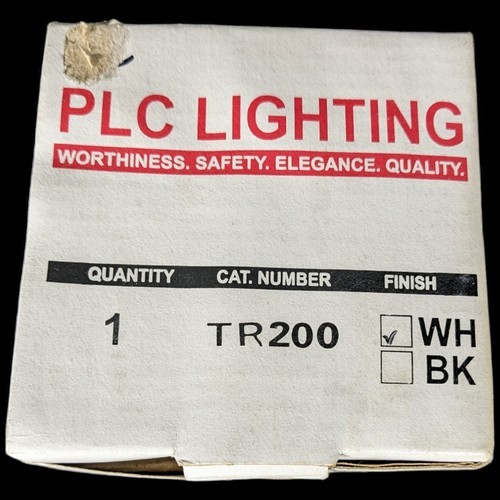 PLC LIGHTING
WORTHINESS. SAFETY. ELEGANCE. QUALITY.
QUANTITY CAT. NUMBER FINISH
1 TR200 WH
BK